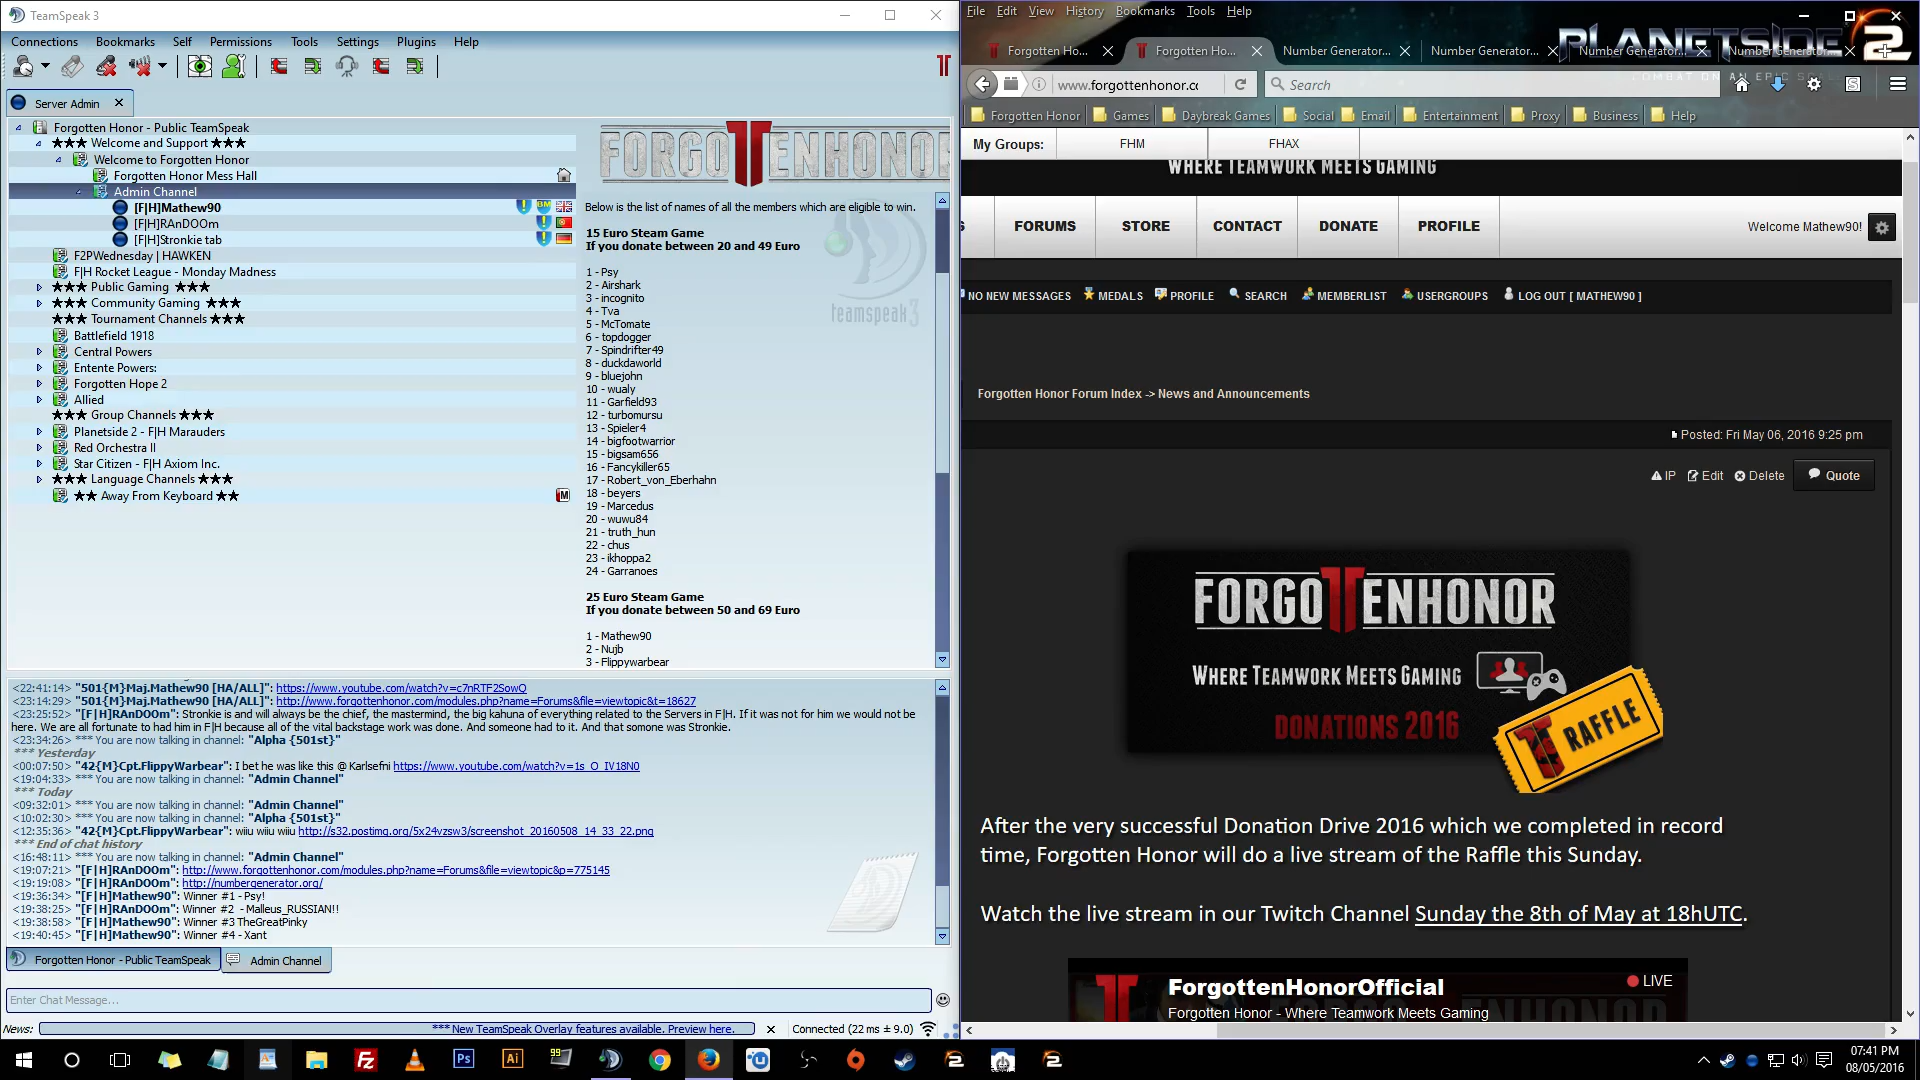 TeamSpeak 3
Connections Bookmarks Self Permissions Tools Settings Plugins Help
Server Admin
Forgotten Honor - Public TeamSpeak
★★★ Welcome and Support ★★★
Welcome to Forgotten Honor
Forgotten Honor Mess Hall
Admin Channel
[F|H]Mathew90
[F|H]RAnDOOm
[F|H]Stronkie tab
F2PWednesday | HAWKEN
F|H Rocket League - Monday Madness
★★★ Public Gaming ★★★
★★★ Community Gaming ★★★
★★★ Tournament Channels ★★★
Battlefield 1918
Central Powers
Entente Powers:
Forgotten Hope 2
Allied
★★★ Group Channels ★★★
Planetside 2 - F|H Marauders
Red Orchestra II
Star Citizen - F|H Axiom Inc.
★★★ Language Channels ★★★
★★ Away From Keyboard ★★
FORGOTTENHONOR
Below is the list of names of all the members which are eligible to win.
15 Euro Steam Game
If you donate between 20 and 49 Euro
1 - Psy
2 - Airshark
3 - incognito
4 - Tva
5 - McTomate
6 - topdogger
7 - Spindrifter49
8 - duckdaworld
9 - bluejohn
10 - wualy
11 - Garfield93
12 - turbomursu
13 - Spieler4
14 - bigfootwarrior
15 - bigsam656
16 - Fancykiller65
17 - Robert_von_Eberhahn
18 - beyers
19 - Marcedus
20 - wuwu84
21 - truth_hun
22 - chus
23 - ikhoppa2
24 - Garranoes
25 Euro Steam Game
If you donate between 50 and 69 Euro
1 - Mathew90
2 - Nujb
3 - Flippywarbear
teamspeak 3
<22:41:14> "501{M}Maj.Mathew90 [HA/ALL]": https://www.youtube.com/watch?v=c7nRTF2SowQ
<23:14:29> "501{M}Maj.Mathew90 [HA/ALL]": http://www.forgottenhonor.com/modules.php?name=Forums&file=viewtopic&t=18627
<23:25:52> "[F|H]RAnDOOm": Stronkie is and will always be the chief, the mastermind, the big kahuna of everything related to the Servers in F|H. If it was not for him we would not be
here. We are all fortunate to had him in F|H because all of the vital backstage work was done. And someone had to it. And that somone was Stronkie.
<23:34:26> *** You are now talking in channel: "Alpha {501st}"
*** Yesterday
<00:07:50> "42{M}Cpt.FlippyWarbear": I bet he was like this @ Karlsefni https://www.youtube.com/watch?v=1s_O_IV18N0
<19:04:33> *** You are now talking in channel: "Admin Channel"
*** Today
<09:32:01> *** You are now talking in channel: "Admin Channel"
<10:02:30> *** You are now talking in channel: "Alpha {501st}"
<12:35:36> "42{M}Cpt.FlippyWarbear": wiiu wiiu wiiu http://s32.postimg.org/5x24vzsw3/screenshot_20160508_14_33_22.png
*** End of chat history
<16:48:11> *** You are now talking in channel: "Admin Channel"
<19:07:21> "[F|H]RAnDOOm": http://www.forgottenhonor.com/modules.php?name=Forums&file=viewtopic&p=775145
<19:19:08> "[F|H]RAnDOOm": http://numbergenerator.org/
<19:36:34> "[F|H]Mathew90": Winner #1 - Psy!
<19:38:25> "[F|H]RAnDOOm": Winner #2 - Malleus_RUSSIAN!!
<19:38:58> "[F|H]Mathew90": Winner #3 TheGreatPinky
<19:40:45> "[F|H]Mathew90": Winner #4 - Xant
Forgotten Honor - Public TeamSpeak Admin Channel
Enter Chat Message...
News: *** New TeamSpeak Overlay features available. Preview here. Connected (22 ms ± 9.0)
File Edit View History Bookmarks Tools Help
PLANETSIDE 2
Forgotten Ho... Forgotten Ho... Number Generator... Number Generator... Number Generator... Number Generator...
www.forgottenhonor.cc Search
Forgotten Honor Games Daybreak Games Social Email Entertainment Proxy Business Help
My Groups: FHM FHAX
WHERE TEAMWORK MEETS GAMING
S FORUMS STORE CONTACT DONATE PROFILE Welcome Mathew90!
NO NEW MESSAGES MEDALS PROFILE SEARCH MEMBERLIST USERGROUPS LOG OUT [ MATHEW90 ]
Forgotten Honor Forum Index -> News and Announcements
Posted: Fri May 06, 2016 9:25 pm
IP Edit Delete Quote
FORGOTTENHONOR
WHERE TEAMWORK MEETS GAMING
DONATIONS 2016
RAFFLE
After the very successful Donation Drive 2016 which we completed in record
time, Forgotten Honor will do a live stream of the Raffle this Sunday.
Watch the live stream in our Twitch Channel Sunday the 8th of May at 18hUTC.
ForgottenHonorOfficial LIVE
Forgotten Honor - Where Teamwork Meets Gaming
07:41 PM
08/05/2016